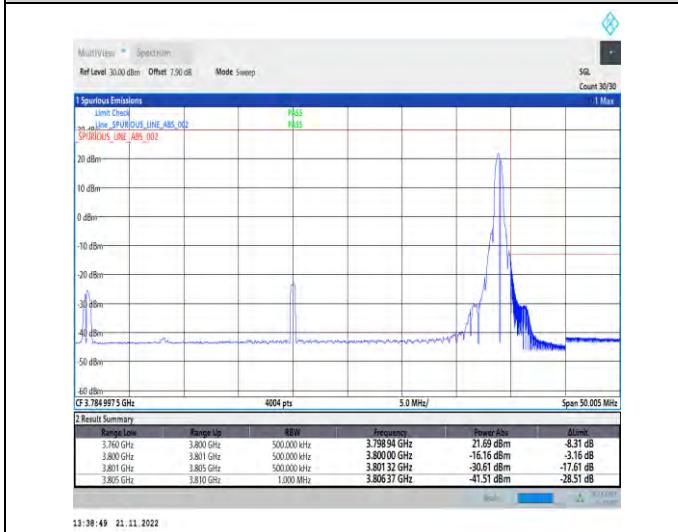 MultiView Spectrum
Ref Level 30.00 dBm Offset 7.90 dB Mode Sweep SGL
Count 30/30
1 Spurious Emissions 1 Max
Limit Check PASS
Line _SPURIOUS_LINE_ABS_002 PASS
_SPURIOUS_LINE_ABS_002
20 dBm
10 dBm
0 dBm
-10 dBm
-20 dBm
-30 dBm
-40 dBm
-50 dBm
-60 dBm
CF 3.784 997 5 GHz 4004 pts 5.0 MHz/ Span 50.005 MHz
2 Result Summary
Range Low Range Up RBW Frequency Power Abs ΔLimit
3.760 GHz 3.800 GHz 500.000 kHz 3.798 94 GHz 21.69 dBm -8.31 dB
3.800 GHz 3.801 GHz 500.000 kHz 3.800 00 GHz -16.16 dBm -3.16 dB
3.801 GHz 3.805 GHz 500.000 kHz 3.801 32 GHz -30.61 dBm -17.61 dB
3.805 GHz 3.810 GHz 1.000 MHz 3.806 37 GHz -41.51 dBm -28.51 dB
13:38:49 21.11.2022